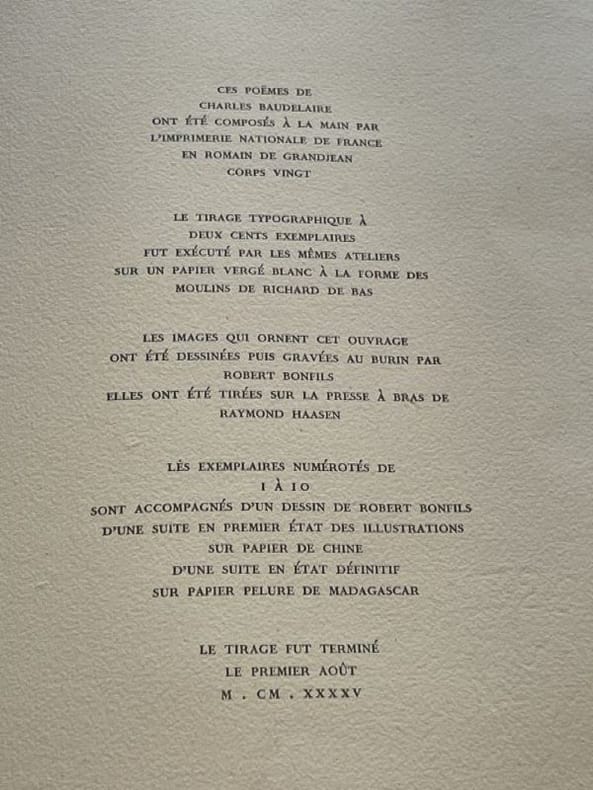 CES POËMES DE
CHARLES BAUDELAIRE
ONT ÉTÉ COMPOSÉS À LA MAIN PAR
L'IMPRIMERIE NATIONALE DE FRANCE
EN ROMAIN DE GRANDJEAN
CORPS VINGT
LE TIRAGE TYPOGRAPHIQUE À
DEUX CENTS EXEMPLAIRES
FUT EXÉCUTÉ PAR LES MÊMES ATELIERS
SUR UN PAPIER VERGÉ BLANC À LA FORME DES
MOULINS DE RICHARD DE BAS
LES IMAGES QUI ORNENT CET OUVRAGE
ONT ÉTÉ DESSINÉES PUIS GRAVÉES AU BURIN PAR
ROBERT BONFILS
ELLES ONT ÉTÉ TIRÉES SUR LA PRESSE À BRAS DE
RAYMOND HAASEN
LES EXEMPLAIRES NUMÉROTÉS DE
1 À 10
SONT ACCOMPAGNÉS D'UN DESSIN DE ROBERT BONFILS
D'UNE SUITE EN PREMIER ÉTAT DES ILLUSTRATIONS
SUR PAPIER DE CHINE
D'UNE SUITE EN ÉTAT DÉFINITIF
SUR PAPIER PELURE DE MADAGASCAR
LE TIRAGE FUT TERMINÉ
LE PREMIER AOÛT
M . CM . XXXXV